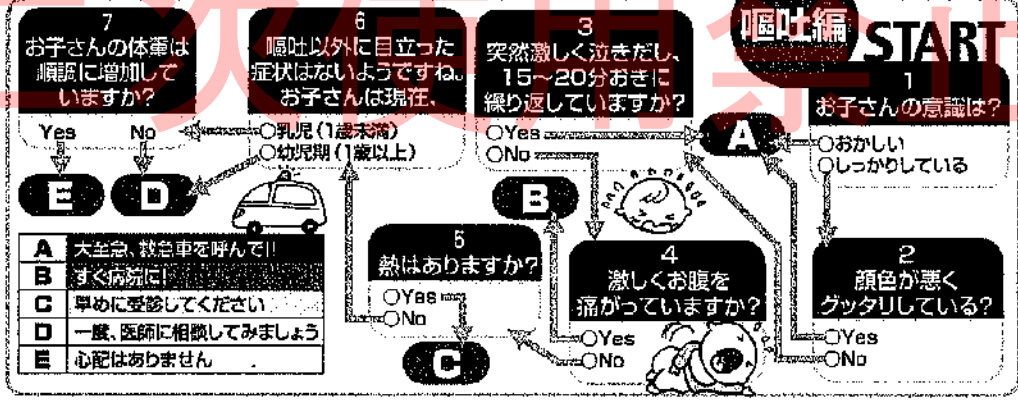 二次使用禁止
嘔吐編
START
1
お子さんの意識は?
○おかしい
○しっかりしている
2
顔色が悪く
グッタリしている?
○Yes
○No
3
突然激しく泣きだし、
15~20分おきに
繰り返していますか?
○Yes
○No
4
激しくお腹を
痛がっていますか?
○Yes
○No
5
熱はありますか?
○Yes
○No
6
嘔吐以外に目立った
症状はないようですね。
お子さんは現在、
○乳児(1歳未満)
○幼児期(1歳以上)
7
お子さんの体重は
順調に増加して
いますか?
Yes No
A
B
C
D
E
A 大至急、救急車を呼んで!!
B すぐ病院に!
C 早めに受診してください
D 一度、医師に相談してみましょう
E 心配はありません